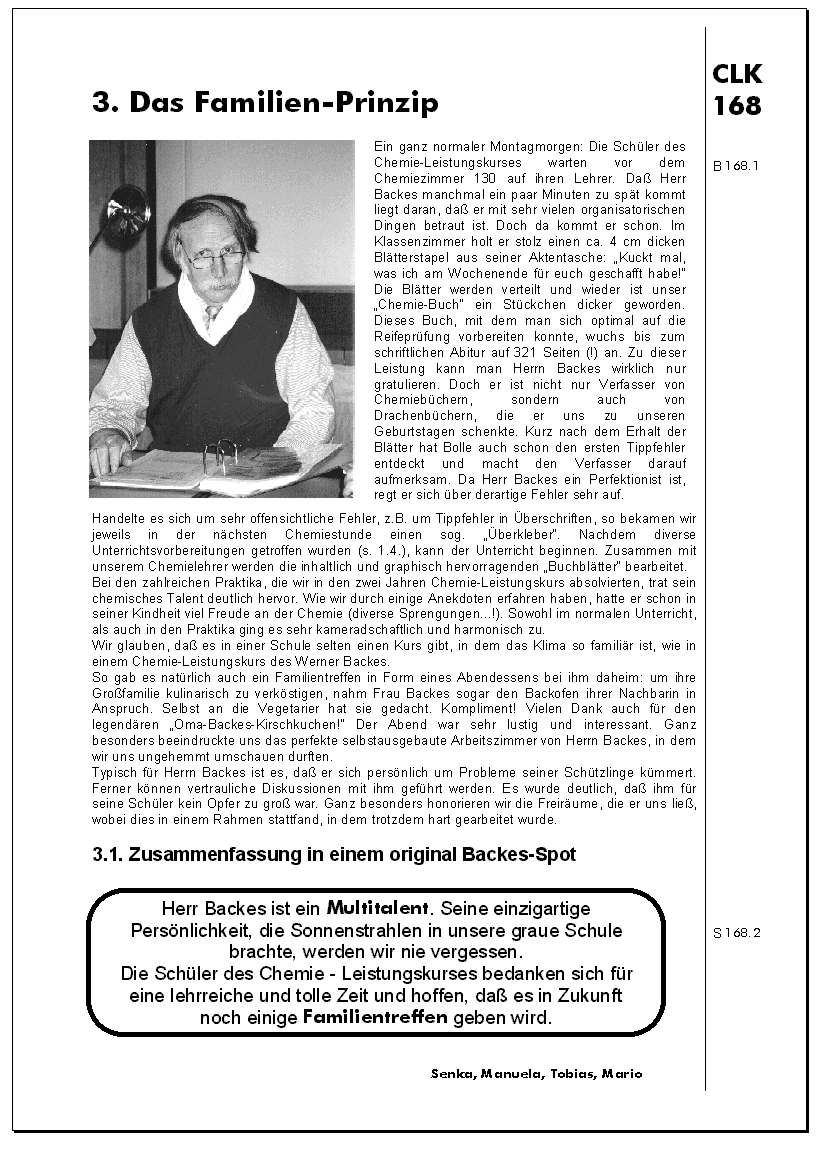 3. Das Familien-Prinzip
CLK
168
B 168.1
Ein ganz normaler Montagmorgen: Die Schüler des
Chemie-Leistungskurses warten vor dem
Chemiezimmer 130 auf ihren Lehrer. Daß Herr
Backes manchmal ein paar Minuten zu spät kommt
liegt daran, daß er mit sehr vielen organisatorischen
Dingen betraut ist. Doch da kommt er schon. Im
Klassenzimmer holt er stolz einen ca. 4 cm dicken
Blätterstapel aus seiner Aktentasche: „Kuckt mal,
was ich am Wochenende für euch geschafft habe!"
Die Blätter werden verteilt und wieder ist unser
„Chemie-Buch" ein Stückchen dicker geworden.
Dieses Buch, mit dem man sich optimal auf die
Reifeprüfung vorbereiten konnte, wuchs bis zum
schriftlichen Abitur auf 321 Seiten (!) an. Zu dieser
Leistung kann man Herrn Backes wirklich nur
gratulieren. Doch er ist nicht nur Verfasser von
Chemiebüchern, sondern auch von
Drachenbüchern, die er uns zu unseren
Geburtstagen schenkte. Kurz nach dem Erhalt der
Blätter hat Bolle auch schon den ersten Tippfehler
entdeckt und macht den Verfasser darauf
aufmerksam. Da Herr Backes ein Perfektionist ist,
regt er sich über derartige Fehler sehr auf.
Handelte es sich um sehr offensichtliche Fehler, z.B. um Tippfehler in Überschriften, so bekamen wir
jeweils in der nächsten Chemiestunde einen sog. „Überkleber". Nachdem diverse
Unterrichtsvorbereitungen getroffen wurden (s. 1.4.), kann der Unterricht beginnen. Zusammen mit
unserem Chemielehrer werden die inhaltlich und graphisch hervorragenden „Buchblätter" bearbeitet.
Bei den zahlreichen Praktika, die wir in den zwei Jahren Chemie-Leistungskurs absolvierten, trat sein
chemisches Talent deutlich hervor. Wie wir durch einige Anekdoten erfahren haben, hatte er schon in
seiner Kindheit viel Freude an der Chemie (diverse Sprengungen...!). Sowohl im normalen Unterricht,
als auch in den Praktika ging es sehr kameradschaftlich und harmonisch zu.
Wir glauben, daß es in einer Schule selten einen Kurs gibt, in dem das Klima so familiär ist, wie in
einem Chemie-Leistungskurs des Werner Backes.
So gab es natürlich auch ein Familientreffen in Form eines Abendessens bei ihm daheim: um ihre
Großfamilie kulinarisch zu verköstigen, nahm Frau Backes sogar den Backofen ihrer Nachbarin in
Anspruch. Selbst an die Vegetarier hat sie gedacht. Kompliment! Vielen Dank auch für den
legendären „Oma-Backes-Kirschkuchen!" Der Abend war sehr lustig und interessant. Ganz
besonders beeindruckte uns das perfekte selbstausgebaute Arbeitszimmer von Herrn Backes, in dem
wir uns ungehemmt umschauen durften.
Typisch für Herrn Backes ist es, daß er sich persönlich um Probleme seiner Schützlinge kümmert.
Ferner können vertrauliche Diskussionen mit ihm geführt werden. Es wurde deutlich, daß ihm für
seine Schüler kein Opfer zu groß war. Ganz besonders honorieren wir die Freiräume, die er uns ließ,
wobei dies in einem Rahmen stattfand, in dem trotzdem hart gearbeitet wurde.
3.1. Zusammenfassung in einem original Backes-Spot
Herr Backes ist ein Multitalent. Seine einzigartige
Persönlichkeit, die Sonnenstrahlen in unsere graue Schule
brachte, werden wir nie vergessen.
Die Schüler des Chemie - Leistungskurses bedanken sich für
eine lehrreiche und tolle Zeit und hoffen, daß es in Zukunft
noch einige Familientreffen geben wird.
S 168.2
Senka, Manuela, Tobias, Mario